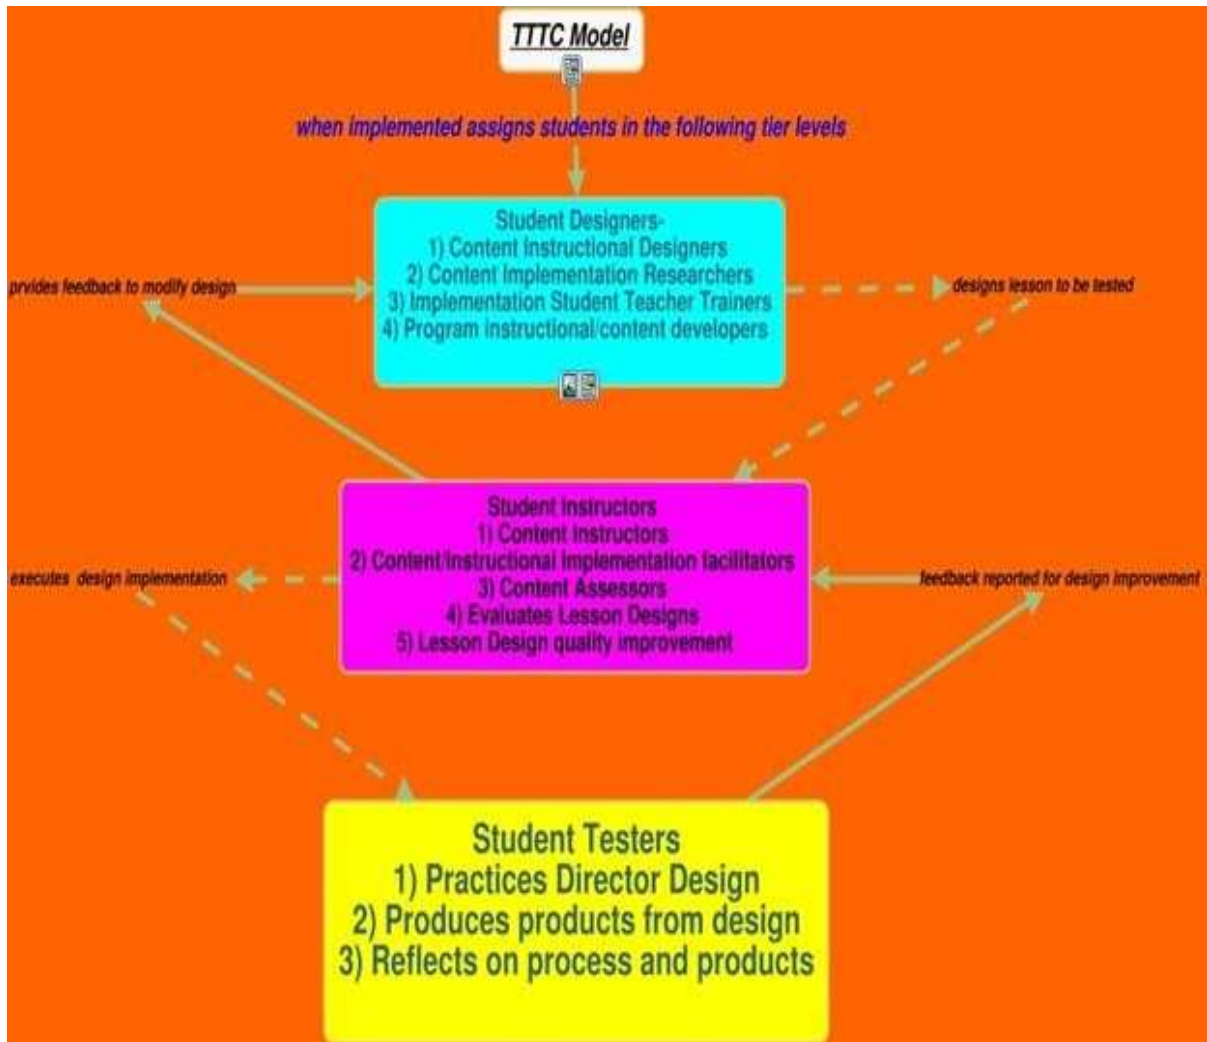 TTTC Model
when implemented assigns students in the following tier levels
Student Designers-
1) Content Instructional Designers
2) Content Implementation Researchers
3) Implementation Student Teacher Trainers
4) Program instructional/content developers
prvides feedback to modify design
designs lesson to be tested
Student Instructors
1) Content Instructors
2) Content/Instructional Implementation facilitators
3) Content Assessors
4) Evaluates Lesson Designs
5) Lesson Design quality improvement
executes design implementation
feedback reported for design improvement
Student Testers
1) Practices Director Design
2) Produces products from design
3) Reflects on process and products